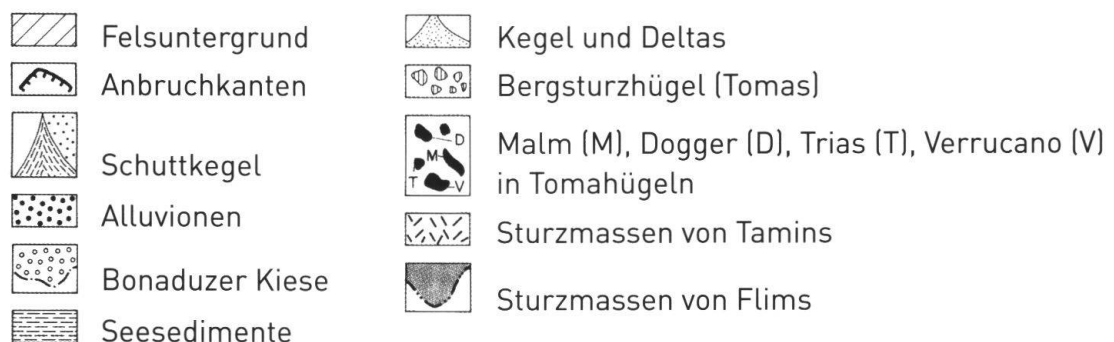 Felsuntergrund
Anbruchkanten
Schuttkegel
Alluvionen
Bonaduzer Kiese
Seesedimente
Kegel und Deltas
Bergsturzhügel (Tomas)
D
M
T
V
Malm (M), Dogger (D), Trias (T), Verrucano (V)
in Tomahügeln
Sturzmassen von Tamins
Sturzmassen von Flims